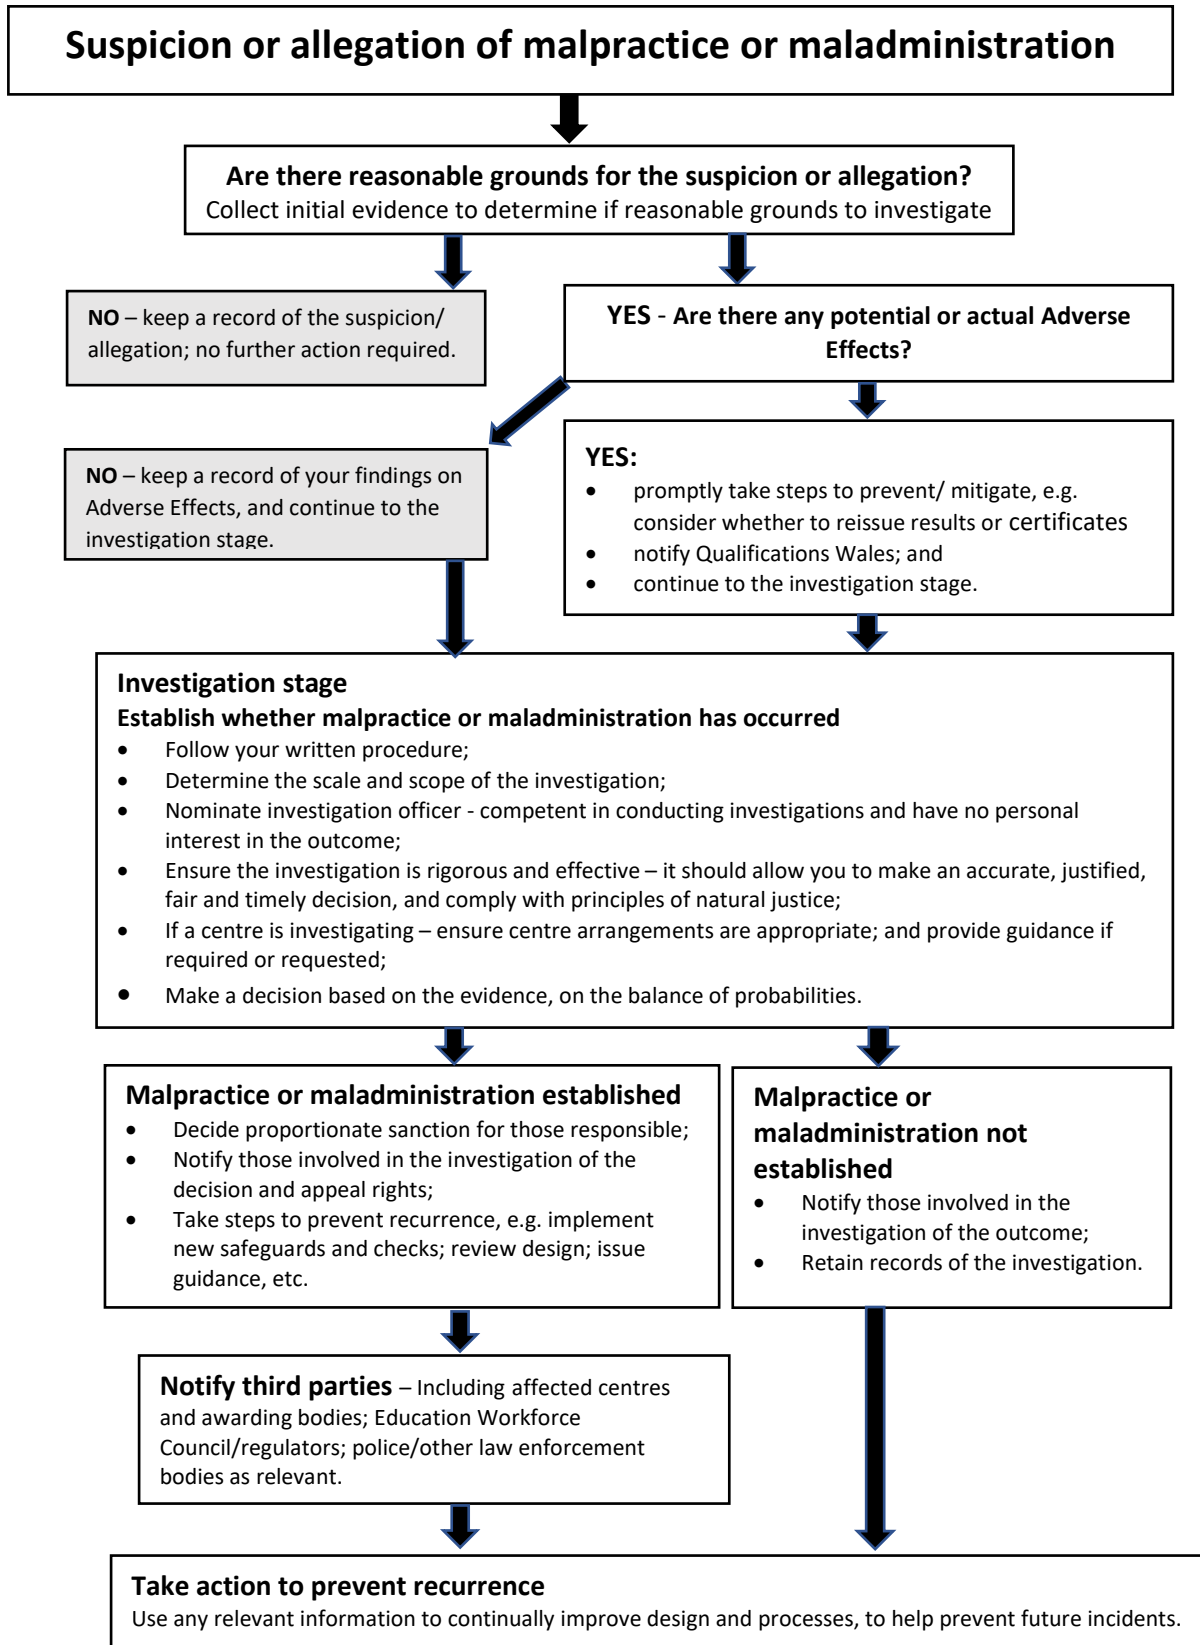 Suspicion or allegation of malpractice or maladministration
Are there reasonable grounds for the suspicion or allegation?
Collect initial evidence to determine if reasonable grounds to investigate
NO – keep a record of the suspicion/
allegation; no further action required.
YES - Are there any potential or actual Adverse
Effects?
NO – keep a record of your findings on
Adverse Effects, and continue to the
investigation stage.
YES:
• promptly take steps to prevent/ mitigate, e.g.
consider whether to reissue results or certificates
• notify Qualifications Wales; and
• continue to the investigation stage.
Investigation stage
Establish whether malpractice or maladministration has occurred
• Follow your written procedure;
• Determine the scale and scope of the investigation;
• Nominate investigation officer - competent in conducting investigations and have no personal
interest in the outcome;
• Ensure the investigation is rigorous and effective – it should allow you to make an accurate, justified,
fair and timely decision, and comply with principles of natural justice;
• If a centre is investigating – ensure centre arrangements are appropriate; and provide guidance if
required or requested;
• Make a decision based on the evidence, on the balance of probabilities.
Malpractice or maladministration established
• Decide proportionate sanction for those responsible;
• Notify those involved in the investigation of the
decision and appeal rights;
• Take steps to prevent recurrence, e.g. implement
new safeguards and checks; review design; issue
guidance, etc.
Malpractice or
maladministration not
established
• Notify those involved in the
investigation of the outcome;
• Retain records of the investigation.
Notify third parties – Including affected centres
and awarding bodies; Education Workforce
Council/regulators; police/other law enforcement
bodies as relevant.
Take action to prevent recurrence
Use any relevant information to continually improve design and processes, to help prevent future incidents.